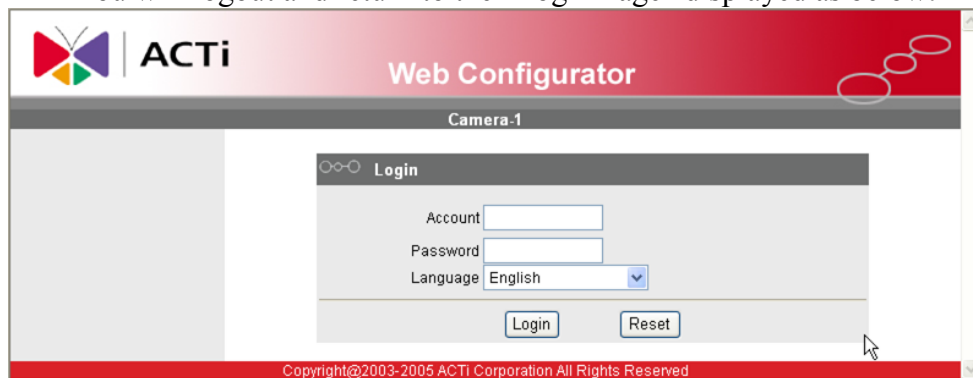 ACTi
Web Configurator
Camera-1
Login
Account
Password
Language English
Login Reset
Copyright@2003-2005 ACTi Corporation All Rights Reserved